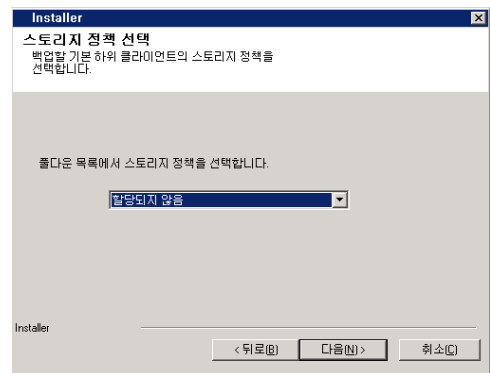 Installer
스토리지 정책 선택
백업할 기본 하위 클라이언트의 스토리지 정책을
선택합니다.
풀다운 목록에서 스토리지 정책을 선택합니다.
할당되지 않음
Installer
< 뒤로(B) 다음(N) > 취소(C)